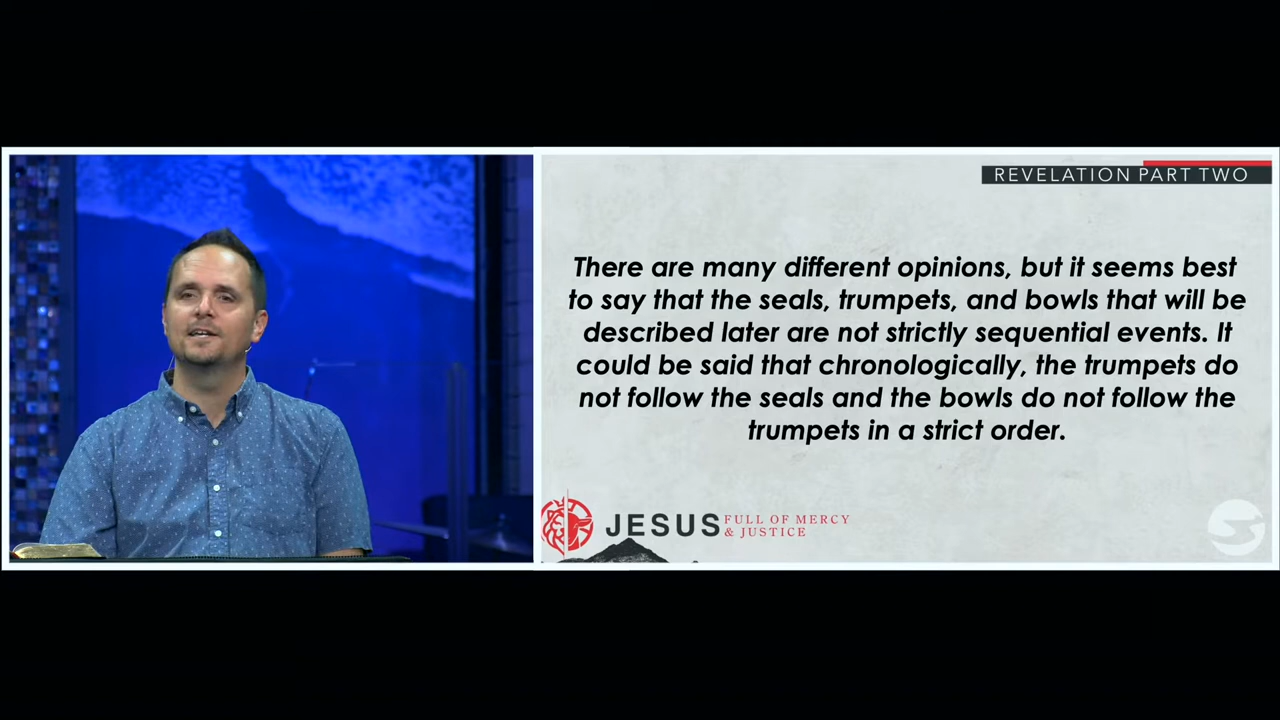 REVELATION PART TWO
There are many different opinions, but it seems best
to say that the seals, trumpets, and bowls that will be
described later are not strictly sequential events. It
could be said that chronologically, the trumpets do
not follow the seals and the bowls do not follow the
trumpets in a strict order.
JESUS FULL OF MERCY
& JUSTICE